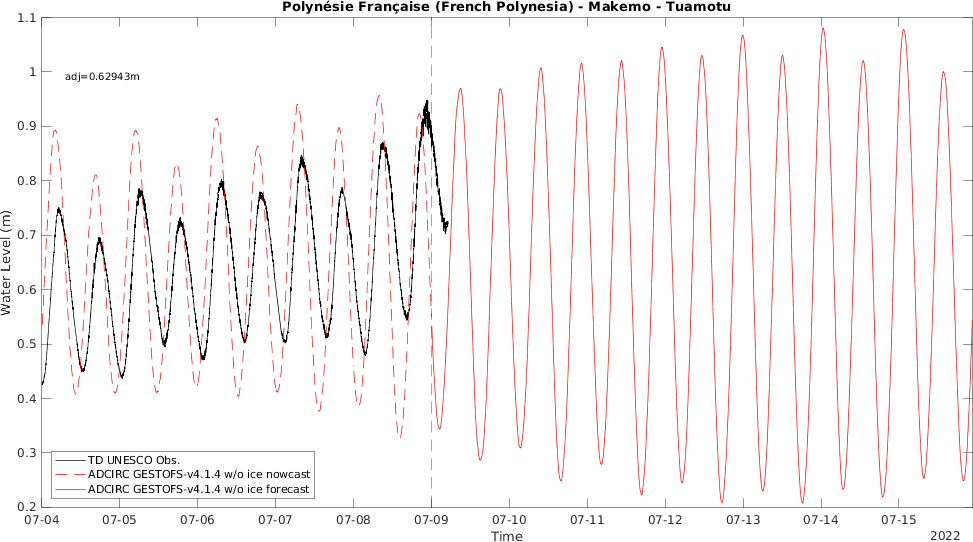 Polynésie Française (French Polynesia) - Makemo - Tuamotu
1.1
1
0.9
0.8
0.7
0.6
0.5
0.4
0.3
0.2
Water Level (m)
adj=0.62943m
TD UNESCO Obs.
ADCIRC GESTOFS-v4.1.4 w/o ice nowcast
ADCIRC GESTOFS-v4.1.4 w/o ice forecast
07-04 07-05 07-06 07-07 07-08 07-09 07-10 07-11 07-12 07-13 07-14 07-15
Time
2022